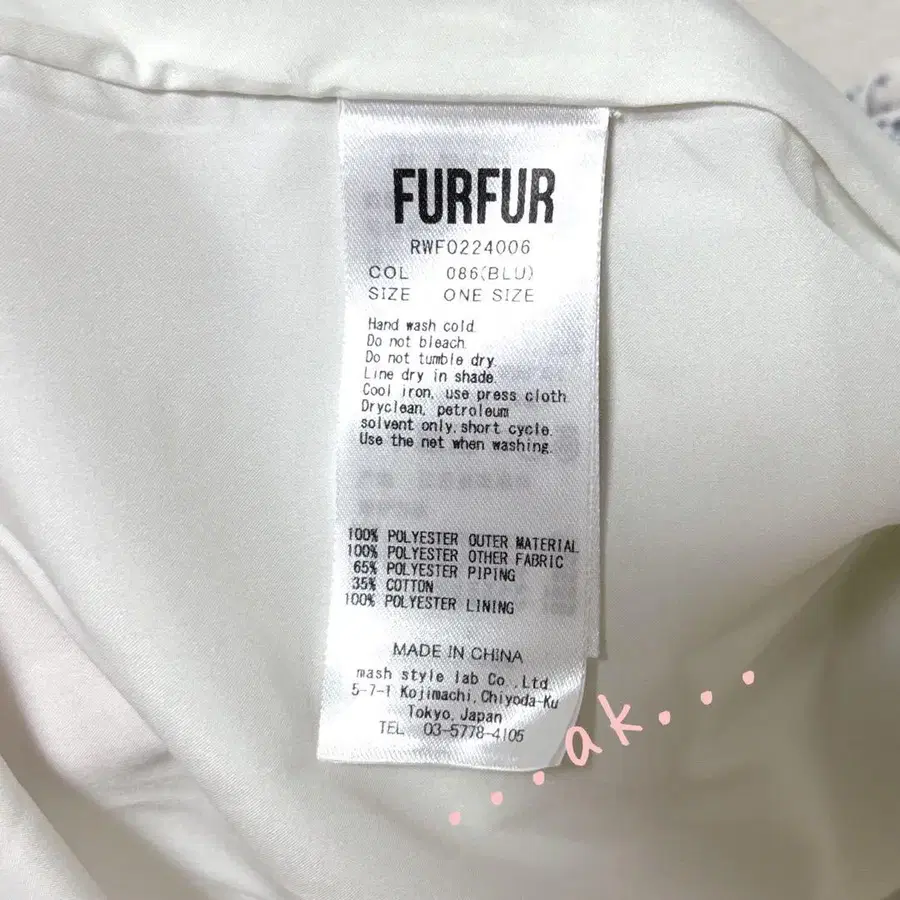 FURFUR
RWF0224006
COL 086(BLU)
SIZE ONE SIZE
Hand wash cold.
Do not bleach.
Do not tumble dry.
Line dry in shade.
Cool iron, use press cloth.
Dryclean, petroleum
solvent only.short cycle.
Use the net when washing.
100% POLYESTER OUTER MATERIAL
100% POLYESTER OTHER FABRIC
65% POLYESTER PIPING
35% COTTON
100% POLYESTER LINING
MADE IN CHINA
mash style lab Co.,Ltd.
5-7-1 Kojimachi,Chiyoda-Ku
Tokyo,Japan
TEL 03-5778-4105
...ak...